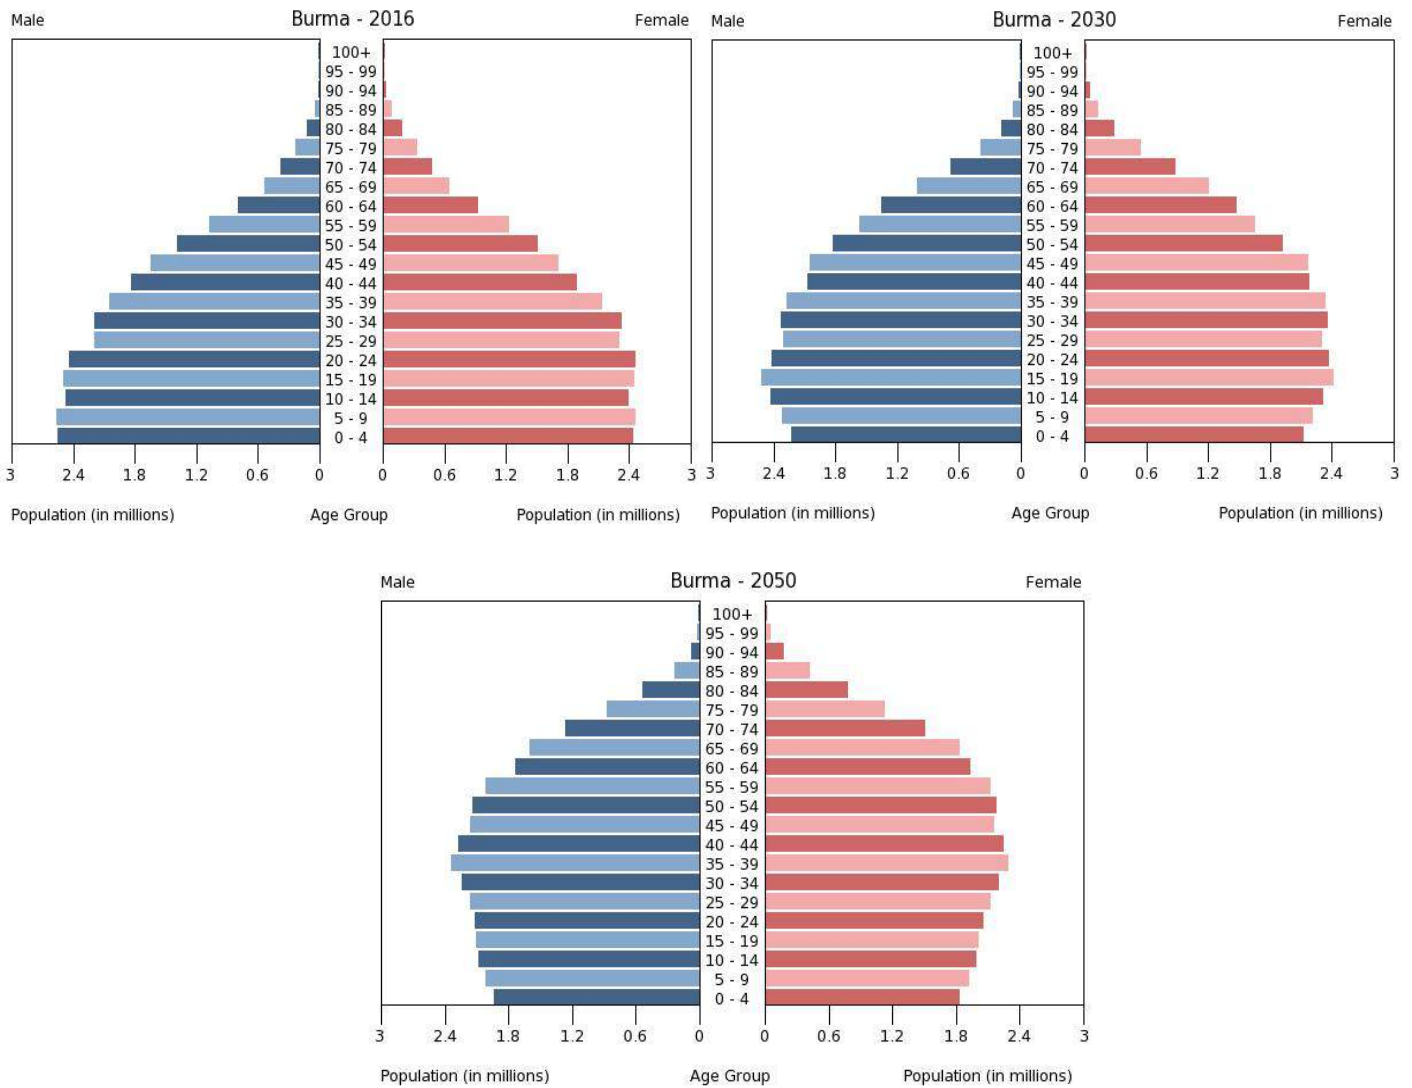 Male Burma - 2016 Female
100+
95 - 99
90 - 94
85 - 89
80 - 84
75 - 79
70 - 74
65 - 69
60 - 64
55 - 59
50 - 54
45 - 49
40 - 44
35 - 39
30 - 34
25 - 29
20 - 24
15 - 19
10 - 14
5 - 9
0 - 4
3 2.4 1.8 1.2 0.6 0 0 0.6 1.2 1.8 2.4 3
Population (in millions) Age Group Population (in millions)
Male Burma - 2030 Female
100+
95 - 99
90 - 94
85 - 89
80 - 84
75 - 79
70 - 74
65 - 69
60 - 64
55 - 59
50 - 54
45 - 49
40 - 44
35 - 39
30 - 34
25 - 29
20 - 24
15 - 19
10 - 14
5 - 9
0 - 4
3 2.4 1.8 1.2 0.6 0 0 0.6 1.2 1.8 2.4 3
Population (in millions) Age Group Population (in millions)
Male Burma - 2050 Female
100+
95 - 99
90 - 94
85 - 89
80 - 84
75 - 79
70 - 74
65 - 69
60 - 64
55 - 59
50 - 54
45 - 49
40 - 44
35 - 39
30 - 34
25 - 29
20 - 24
15 - 19
10 - 14
5 - 9
0 - 4
3 2.4 1.8 1.2 0.6 0 0 0.6 1.2 1.8 2.4 3
Population (in millions) Age Group Population (in millions)